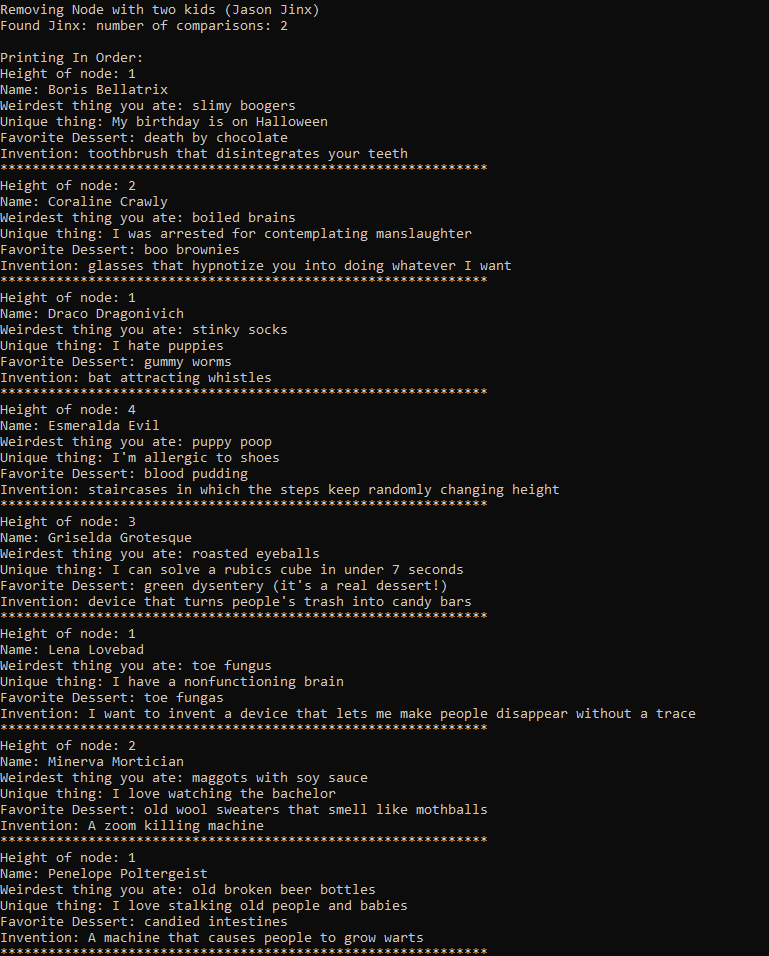 Removing Node with two kids (Jason Jinx)
Found Jinx: number of comparisons: 2
Printing In Order:
Height of node: 1
Name: Boris Bellatrix
Weirdest thing you ate: slimy boogers
Unique thing: My birthday is on Halloween
Favorite Dessert: death by chocolate
Invention: toothbrush that disintegrates your teeth
*************************************************************
Height of node: 2
Name: Coraline Crawly
Weirdest thing you ate: boiled brains
Unique thing: I was arrested for contemplating manslaughter
Favorite Dessert: boo brownies
Invention: glasses that hypnotize you into doing whatever I want
*************************************************************
Height of node: 1
Name: Draco Dragonivich
Weirdest thing you ate: stinky socks
Unique thing: I hate puppies
Favorite Dessert: gummy worms
Invention: bat attracting whistles
*************************************************************
Height of node: 4
Name: Esmeralda Evil
Weirdest thing you ate: puppy poop
Unique thing: I'm allergic to shoes
Favorite Dessert: blood pudding
Invention: staircases in which the steps keep randomly changing height
*************************************************************
Height of node: 3
Name: Griselda Grotesque
Weirdest thing you ate: roasted eyeballs
Unique thing: I can solve a rubics cube in under 7 seconds
Favorite Dessert: green dysentery (it's a real dessert!)
Invention: device that turns people's trash into candy bars
*************************************************************
Height of node: 1
Name: Lena Lovebad
Weirdest thing you ate: toe fungus
Unique thing: I have a nonfunctioning brain
Favorite Dessert: toe fungas
Invention: I want to invent a device that lets me make people disappear without a trace
*************************************************************
Height of node: 2
Name: Minerva Mortician
Weirdest thing you ate: maggots with soy sauce
Unique thing: I love watching the bachelor
Favorite Dessert: old wool sweaters that smell like mothballs
Invention: A zoom killing machine
*************************************************************
Height of node: 1
Name: Penelope Poltergeist
Weirdest thing you ate: old broken beer bottles
Unique thing: I love stalking old people and babies
Favorite Dessert: candied intestines
Invention: A machine that causes people to grow warts
*************************************************************